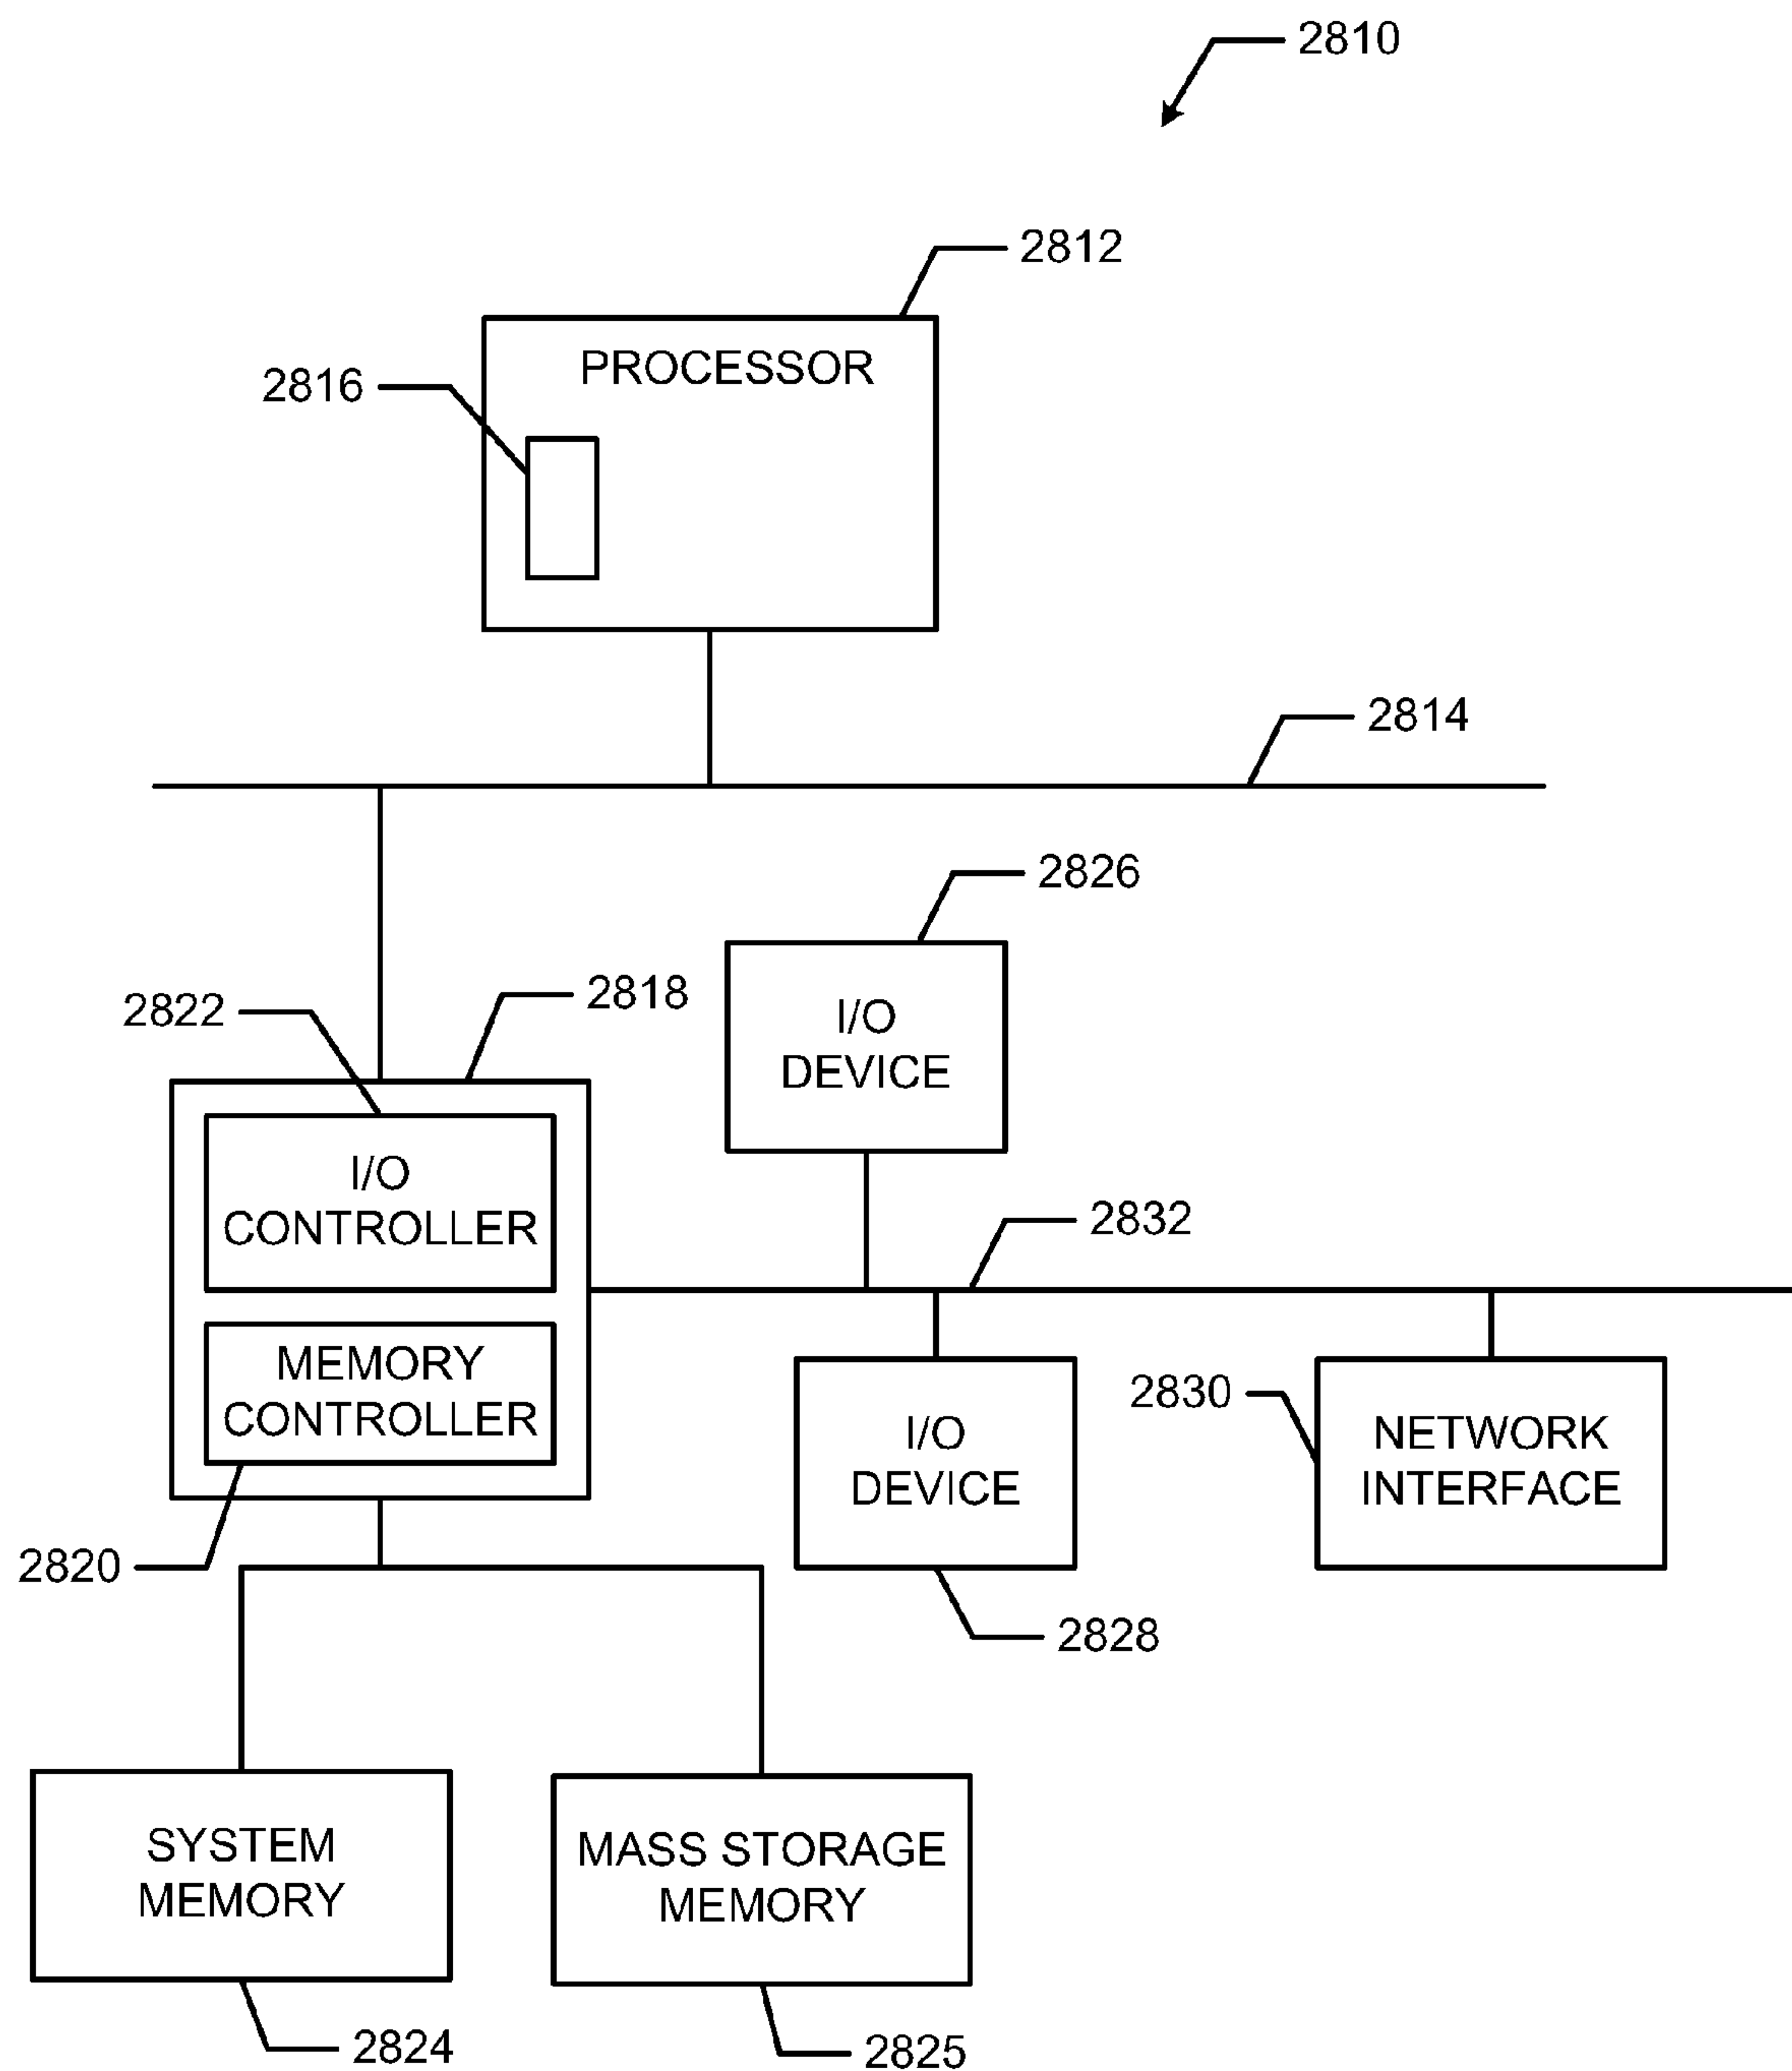 2810
2812
PROCESSOR
2816
2814
2826
2822
2818
I/O
DEVICE
I/O
CONTROLLER
2832
MEMORY
CONTROLLER
2830
I/O
DEVICE
NETWORK
INTERFACE
2820
2828
SYSTEM
MEMORY
MASS STORAGE
MEMORY
2824
2825